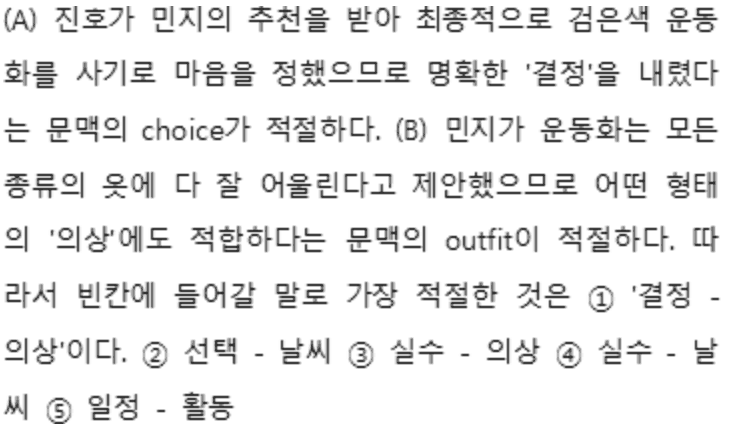 (A) 진호가 민지의 추천을 받아 최종적으로 검은색 운동
화를 사기로 마음을 정했으므로 명확한 '결정'을 내렸다
는 문맥의 choice가 적절하다. (B) 민지가 운동화는 모든
종류의 옷에 다 잘 어울린다고 제안했으므로 어떤 형태
의 '의상'에도 적합하다는 문맥의 outfit이 적절하다. 따
라서 빈칸에 들어갈 말로 가장 적절한 것은 ① '결정 -
의상'이다. ② 선택 - 날씨 ③ 실수 - 의상 ④ 실수 - 날
씨 ⑤ 일정 - 활동